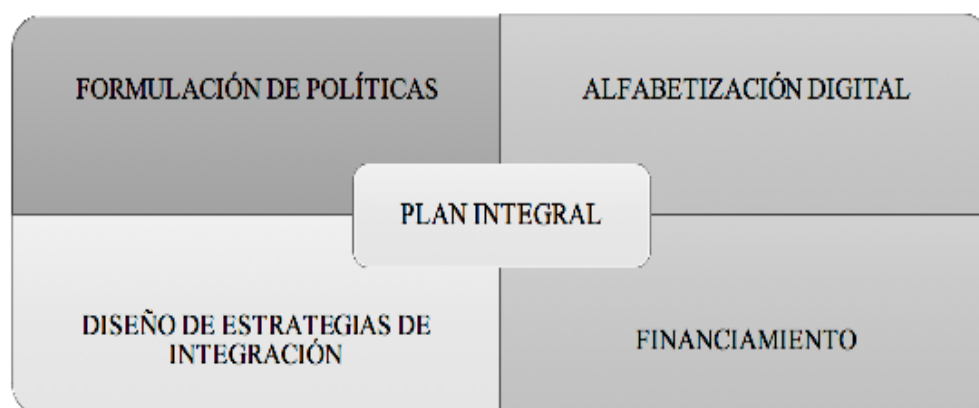 FORMULACIÓN DE POLÍTICAS
ALFABETIZACIÓN DIGITAL
PLAN INTEGRAL
DISEÑO DE ESTRATEGIAS DE
INTEGRACIÓN
FINANCIAMIENTO